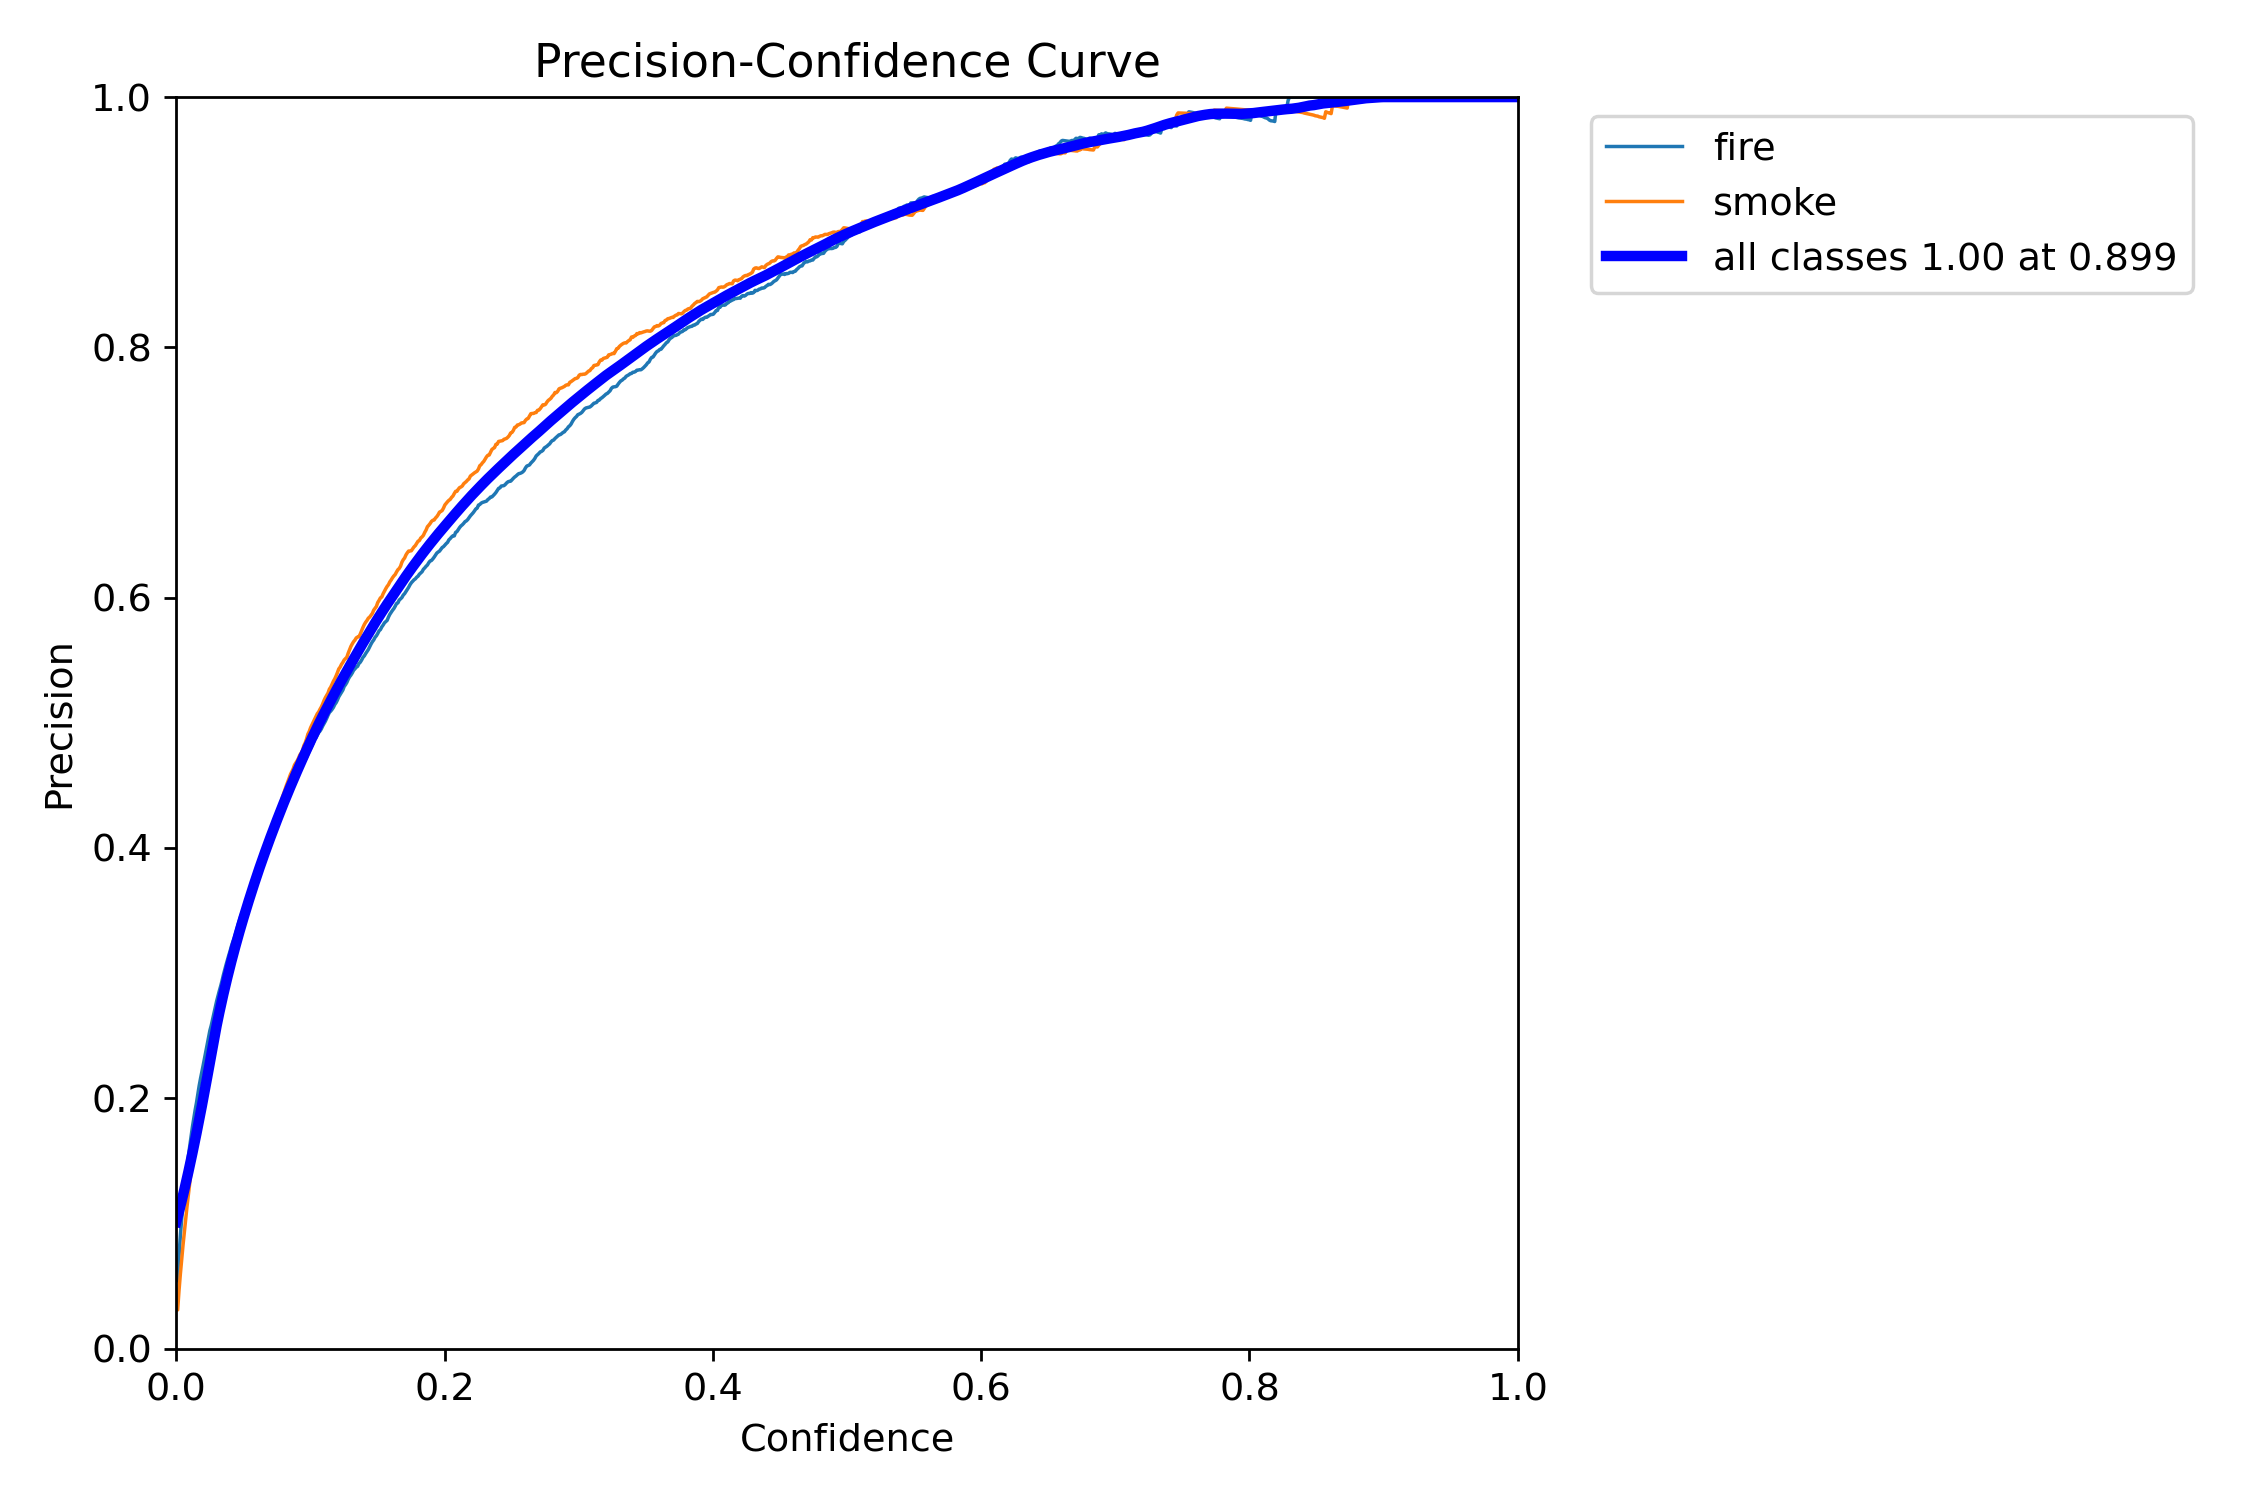 Precision-Confidence Curve
1.0
0.8
0.6
0.4
0.2
0.0
Precision
0.0 0.2 0.4 0.6 0.8 1.0
Confidence
fire
smoke
all classes 1.00 at 0.899